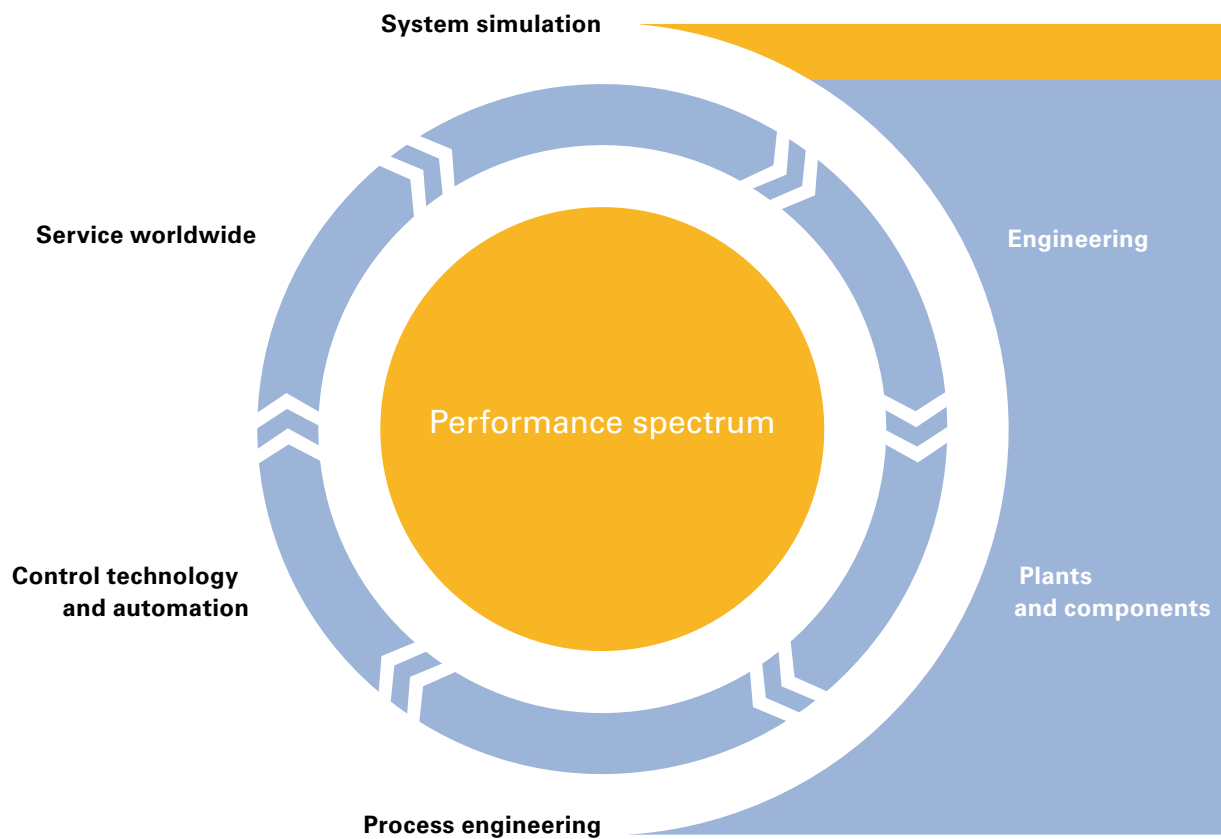 System simulation
Service worldwide
Engineering
Performance spectrum
Control technology
and automation
Plants
and components
Process engineering